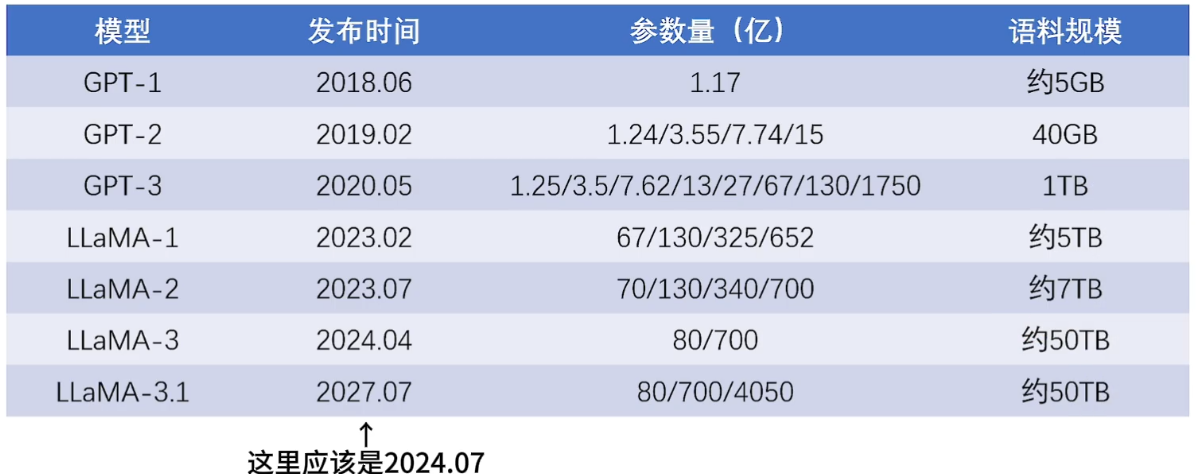 模型 发布时间 参数量（亿） 语料规模
GPT-1 2018.06 1.17 约5GB
GPT-2 2019.02 1.24/3.55/7.74/15 40GB
GPT-3 2020.05 1.25/3.5/7.62/13/27/67/130/1750 1TB
LLaMA-1 2023.02 67/130/325/652 约5TB
LLaMA-2 2023.07 70/130/340/700 约7TB
LLaMA-3 2024.04 80/700 约50TB
LLaMA-3.1 2027.07 80/700/4050 约50TB
这里应该是2024.07